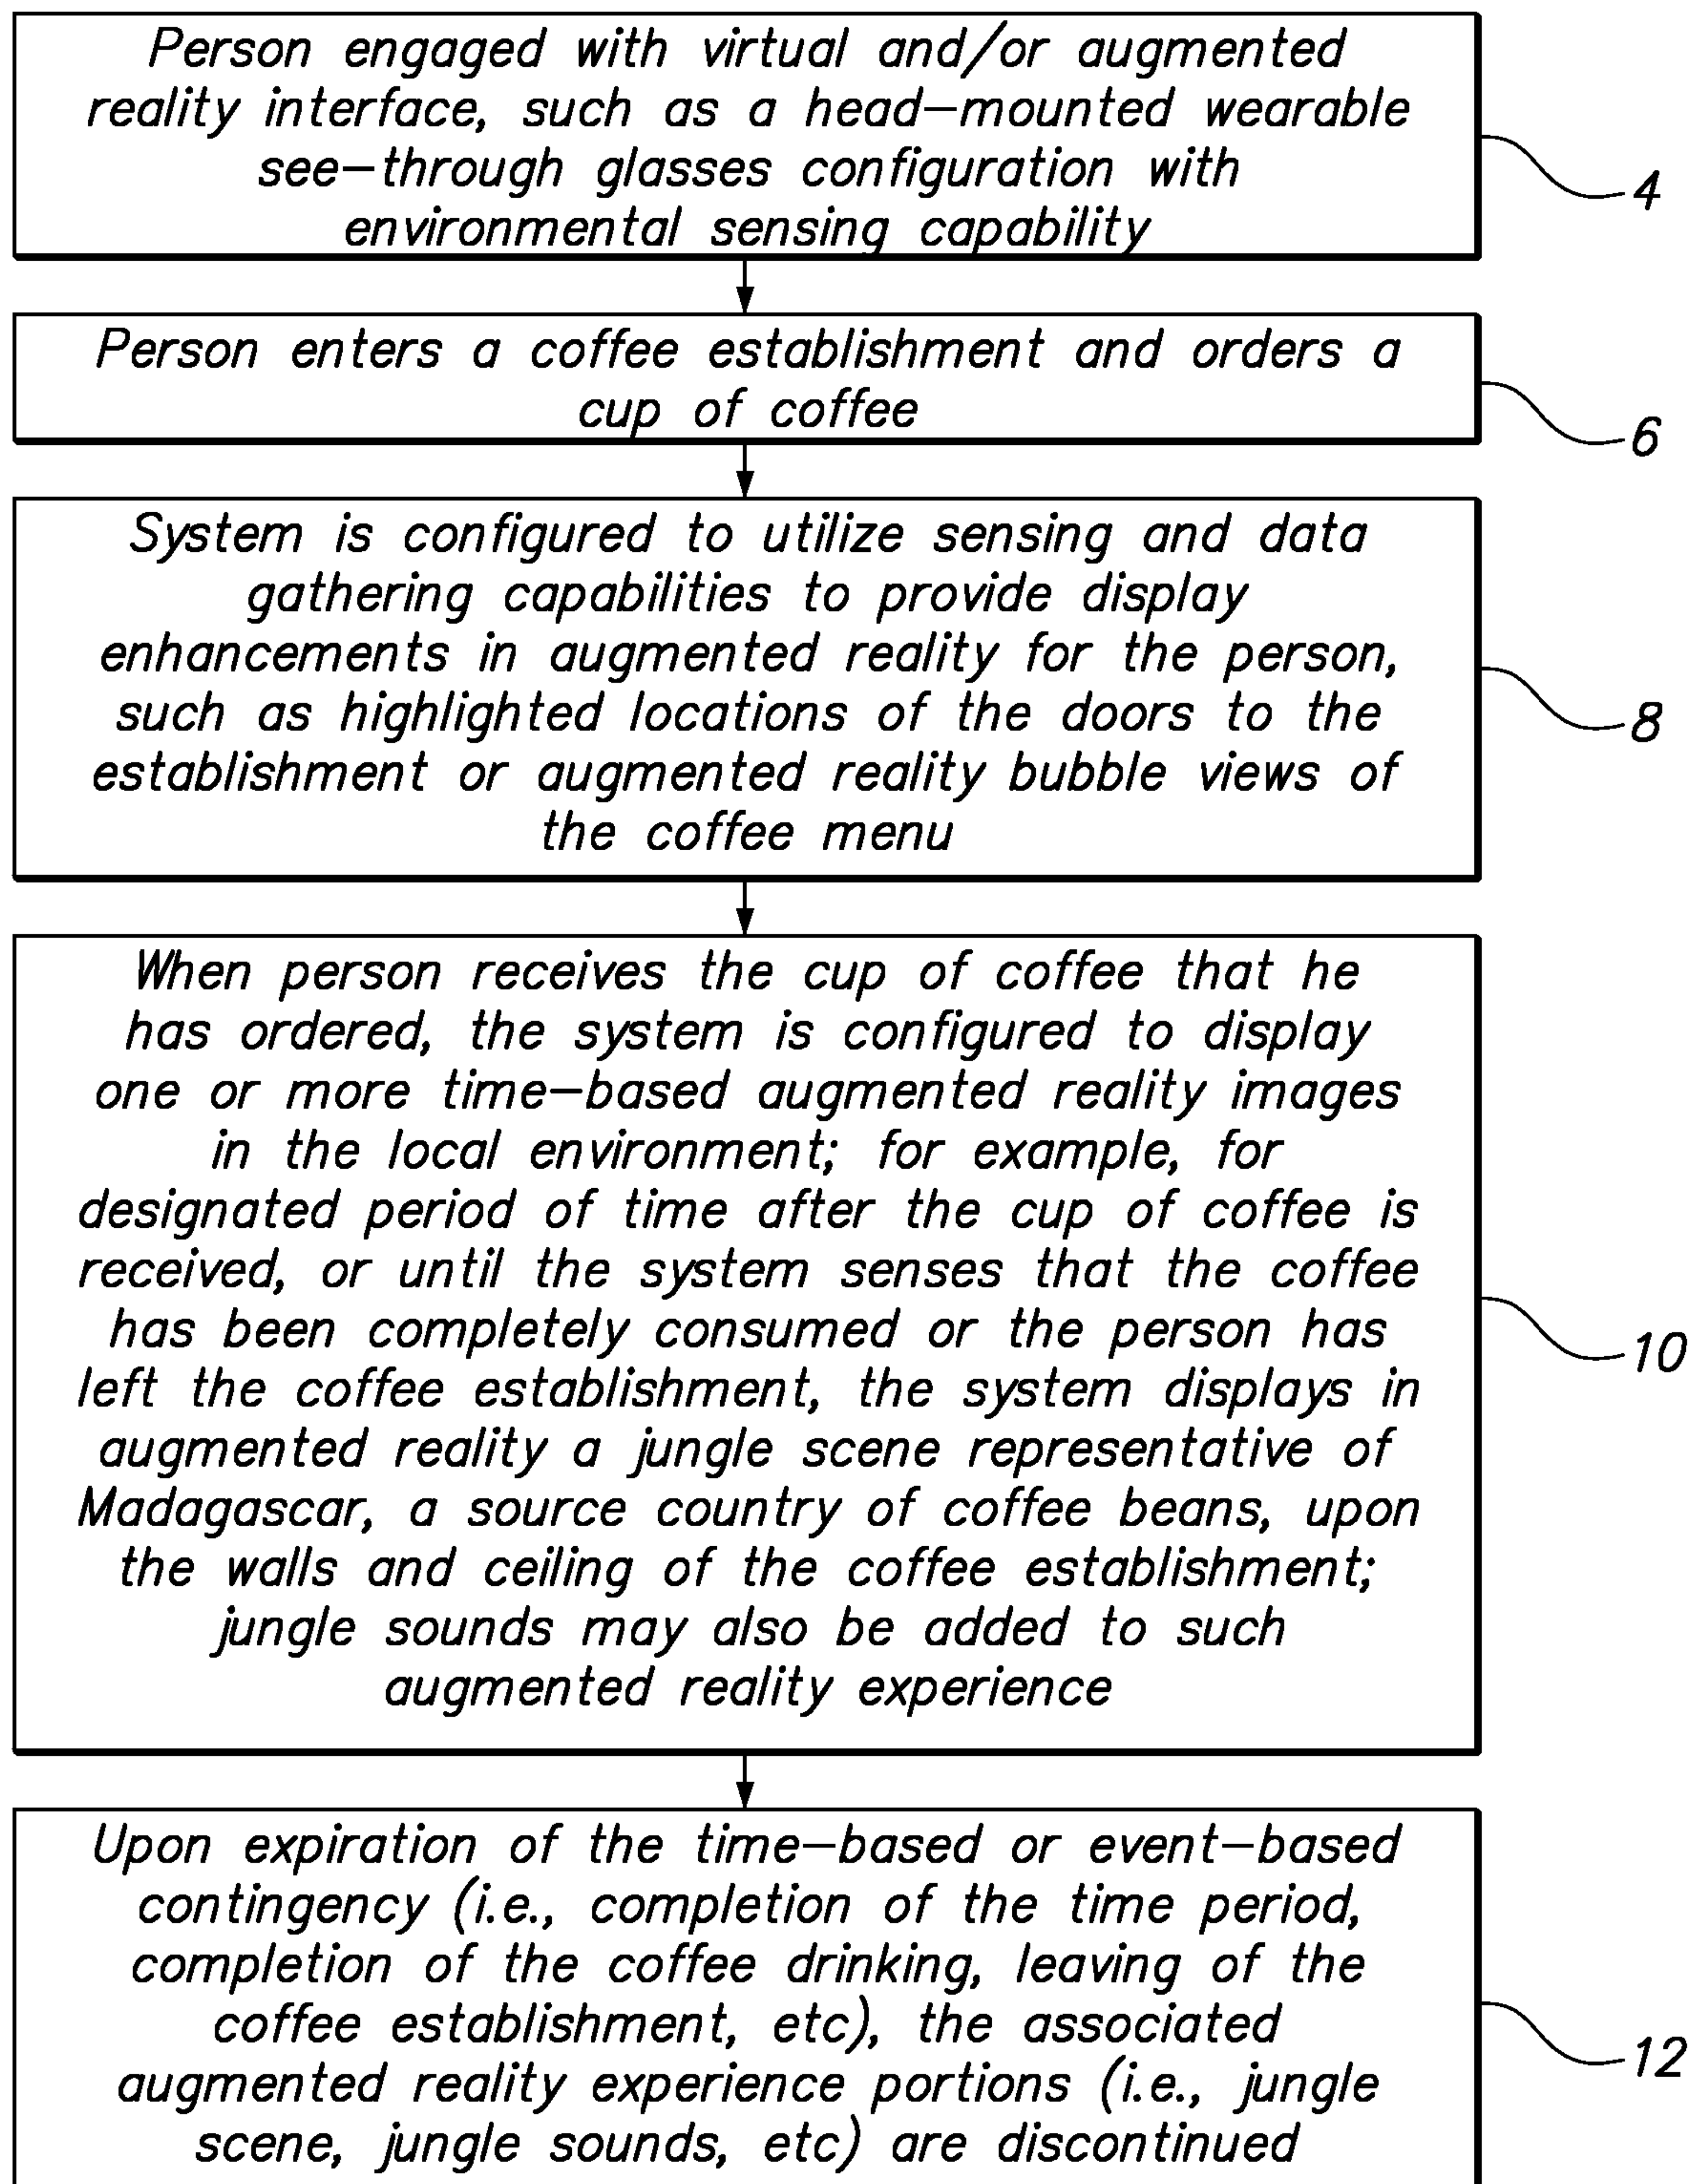 Person engaged with virtual and/or augmented
reality interface, such as a head-mounted wearable
see-through glasses configuration with
environmental sensing capability
4
Person enters a coffee establishment and orders a
cup of coffee
6
System is configured to utilize sensing and data
gathering capabilities to provide display
enhancements in augmented reality for the person,
such as highlighted locations of the doors to the
establishment or augmented reality bubble views of
the coffee menu
8
When person receives the cup of coffee that he
has ordered, the system is configured to display
one or more time-based augmented reality images
in the local environment; for example, for
designated period of time after the cup of coffee is
received, or until the system senses that the coffee
has been completely consumed or the person has
left the coffee establishment, the system displays in
augmented reality a jungle scene representative of
Madagascar, a source country of coffee beans, upon
the walls and ceiling of the coffee establishment;
jungle sounds may also be added to such
augmented reality experience
10
Upon expiration of the time-based or event-based
contingency (i.e., completion of the time period,
completion of the coffee drinking, leaving of the
coffee establishment, etc), the associated
augmented reality experience portions (i.e., jungle
scene, jungle sounds, etc) are discontinued
12